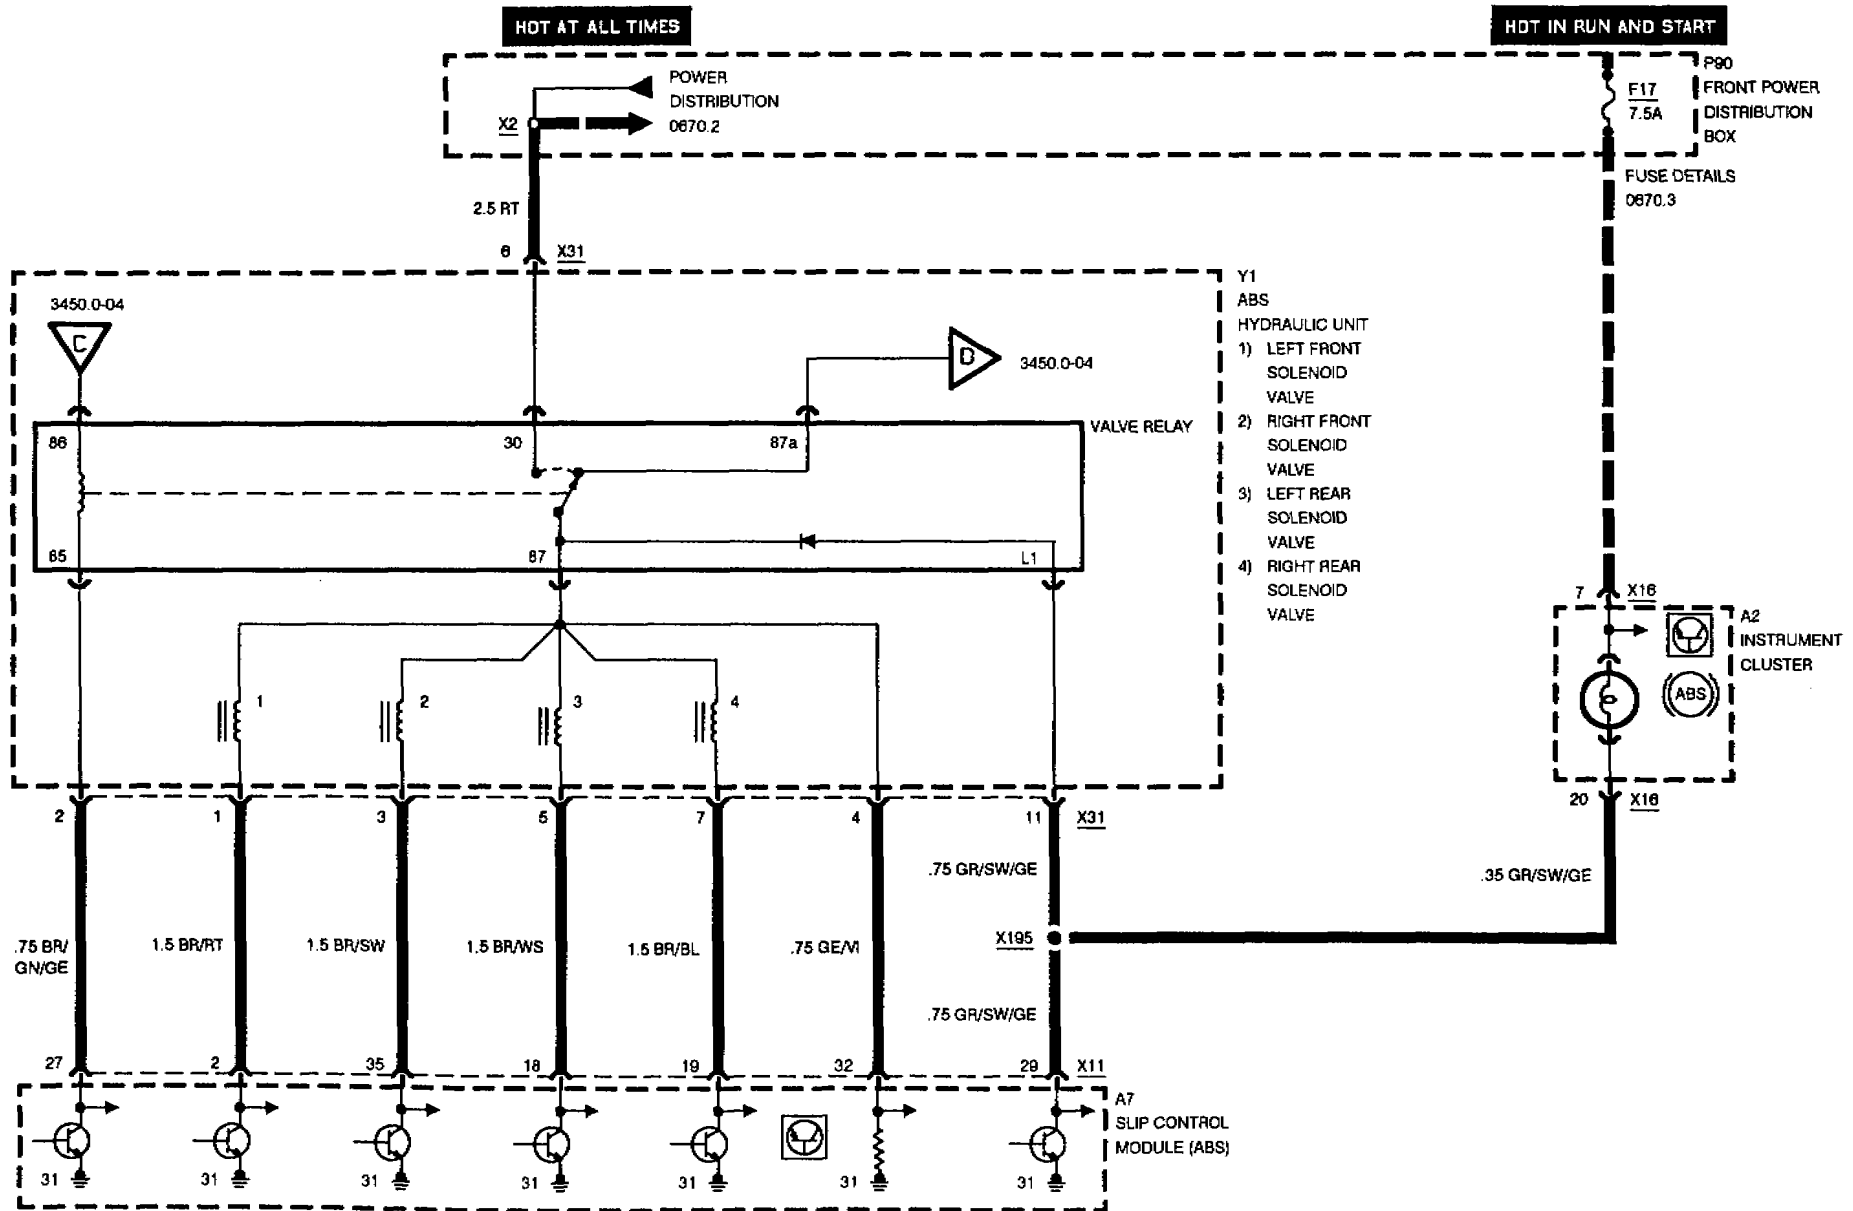 HOT AT ALL TIMES
HOT IN RUN AND START
POWER
DISTRIBUTION
0670.2
X2
F17
7.5A
P90
FRONT POWER
DISTRIBUTION
BOX
FUSE DETAILS
0670.3
2.5 RT
6 X31
3450.0-04
C
D
3450.0-04
Y1
ABS
HYDRAULIC UNIT
1) LEFT FRONT
SOLENOID
VALVE
2) RIGHT FRONT
SOLENOID
VALVE
3) LEFT REAR
SOLENOID
VALVE
4) RIGHT REAR
SOLENOID
VALVE
VALVE RELAY
86 30 87a
85 87 L1
1 2 3 4
7 X16
A2
INSTRUMENT
CLUSTER
ABS
20 X16
2 1 3 5 7 4 11 X31
.75 GR/SW/GE
.35 GR/SW/GE
.75 BR/
GN/GE
1.5 BR/RT
1.5 BR/SW
1.5 BR/WS
1.5 BR/BL
.75 GE/VI
X195
.75 GR/SW/GE
27 2 35 18 19 32 29 X11
A7
SLIP CONTROL
MODULE (ABS)
31 31 31 31 31 31 31